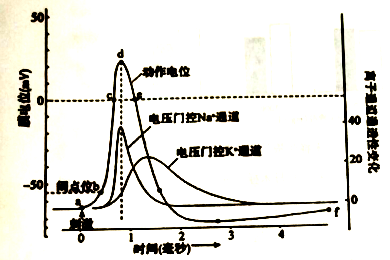 50
膜电位(mV)
0
-50
d
动作电位
c
e
电压门控Na⁺通道
电压门控K⁺通道
阈点位b
a
刺激
f
0
1
2
3
4
时间(毫秒)
离子通道通透性变化
40
20
0